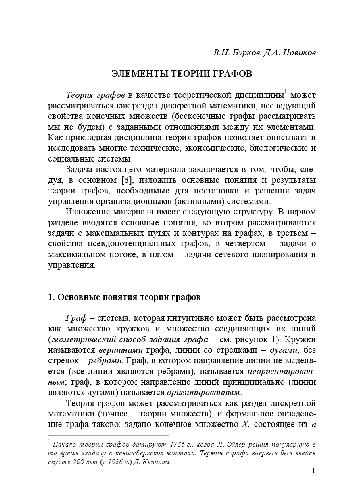 В.Н. Бурков, Д.А. Новиков
ЭЛЕМЕНТЫ ТЕОРИИ ГРАФОВ
Теория графов в качестве теоретической дисциплины¹ может
рассматриваться как раздел дискретной математики, исследующий
свойства конечных множеств (бесконечные графы рассматривать
мы не будем) с заданными отношениями между их элементами.
Как прикладная дисциплина теория графов позволяет описывать и
исследовать многие технические, экономические, биологические и
социальные системы.
Задача настоящего материала заключается в том, чтобы, сле-
дуя, в основном [3], изложить основные понятия и результаты
теории графов, необходимые для постановки и решения задач
управления организационными (активными) системами.
Изложение материала имеет следующую структуру. В первом
разделе вводятся основные понятия, во втором рассматриваются
задачи о максимальных путях и контурах на графах, в третьем –
свойства псевдопотенциальных графов, в четвертом – задачи о
максимальном потоке, в пятом – задачи сетевого планирования и
управления.
1. Основные понятия теории графов
Граф – система, которая интуитивно может быть рассмотрена
как множество кружков и множество соединяющих их линий
(геометрический способ задания графа – см. рисунок 1). Кружки
называются вершинами графа, линии со стрелками – дугами, без
стрелок – ребрами. Граф, в котором направление линий не выделя-
ется (все линии являются ребрами), называется неориентирован-
ным; граф, в котором направление линий принципиально (линии
являются дугами) называется ориентированным.
Теория графов может рассматриваться как раздел дискретной
математики (точнее – теории множеств), и формальное определе-
ние графа таково: задано конечное множество X, состоящее из n
¹ Начало теории графов датируют 1736 г., когда Л. Эйлер решил популярную в
то время «задачу о кенигсбергских мостах». Термин «граф» впервые был введен
спустя 200 лет (в 1936 г.) Д. Кенигом.
1